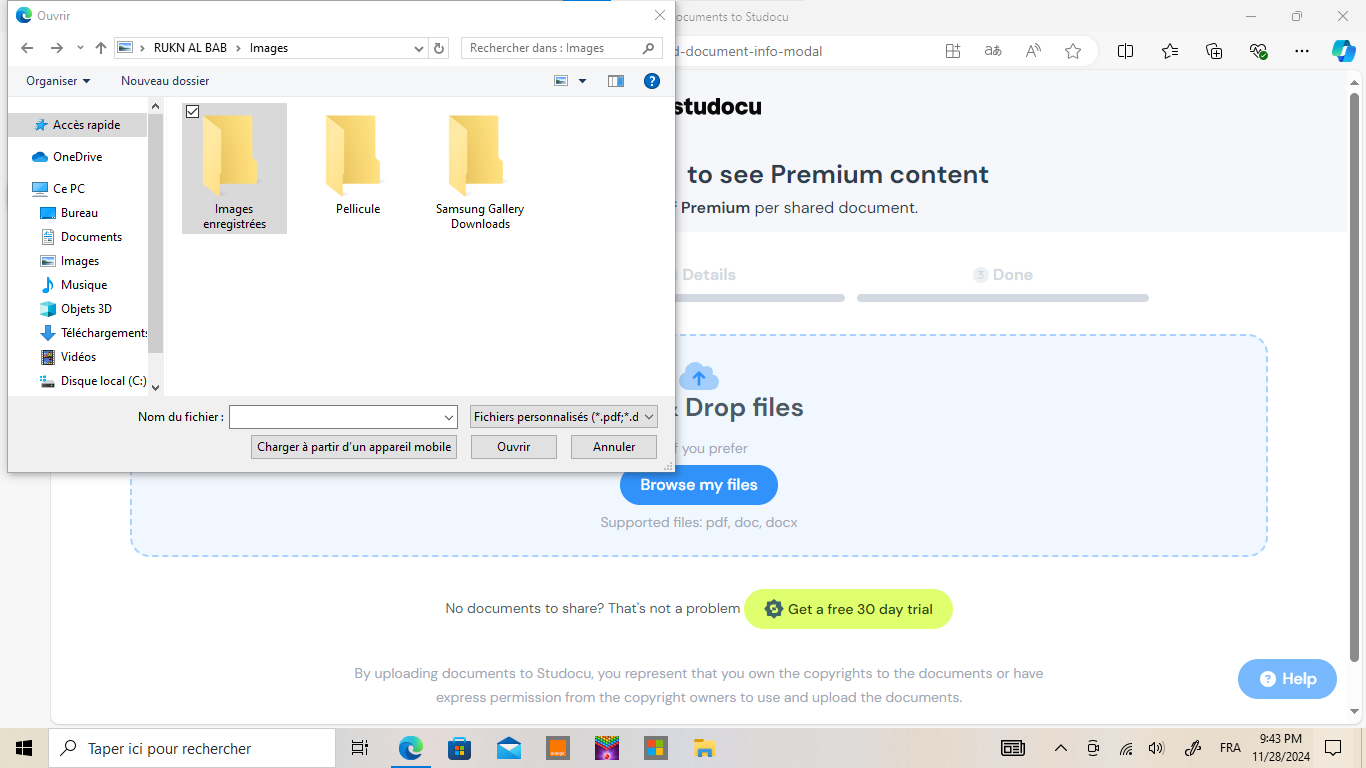 Ouvrir
ocuments to Studocu
RUKN AL BAB
Images
Rechercher dans : Images
d-document-info-modal
Organiser
Nouveau dossier
Accès rapide
OneDrive
Ce PC
Bureau
Documents
Images
Musique
Objets 3D
Téléchargements
Vidéos
Disque local (C:)
Images
enregistrées
Pellicule
Samsung Gallery
Downloads
Nom du fichier :
Fichiers personnalisés (*.pdf;*.d
Charger à partir d'un appareil mobile
Ouvrir
Annuler
studocu
to see Premium content
Premium per shared document.
Details
3 Done
Drop files
f you prefer
Browse my files
Supported files: pdf, doc, docx
No documents to share? That's not a problem
Get a free 30 day trial
By uploading documents to Studocu, you represent that you own the copyrights to the documents or have
express permission from the copyright owners to use and upload the documents.
Help
Taper ici pour rechercher
FRA
9:43 PM
11/28/2024